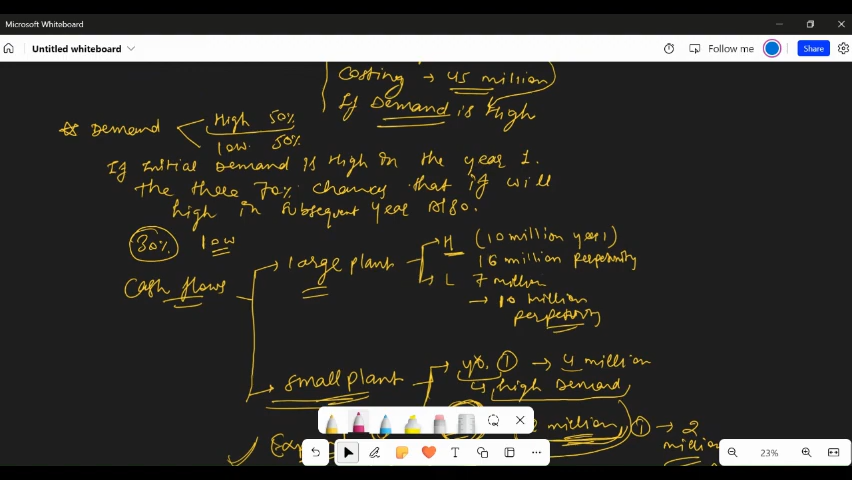 Microsoft Whiteboard
Untitled whiteboard
Follow me
Share
Costing → 45 million
If Demand is High
Demand
High 50%
low 50%
If Initial Demand is High in the year 1.
the there 70% chances that if will
high in subsequent year Also.
30% low
Cash flows
large plant
H (10 million year 1)
16 million perpetuity
L 7 million
→ 10 million
perpetuity
small plant
yr. 1 → 4 million
high Demand
million
1 → 2
million
23%